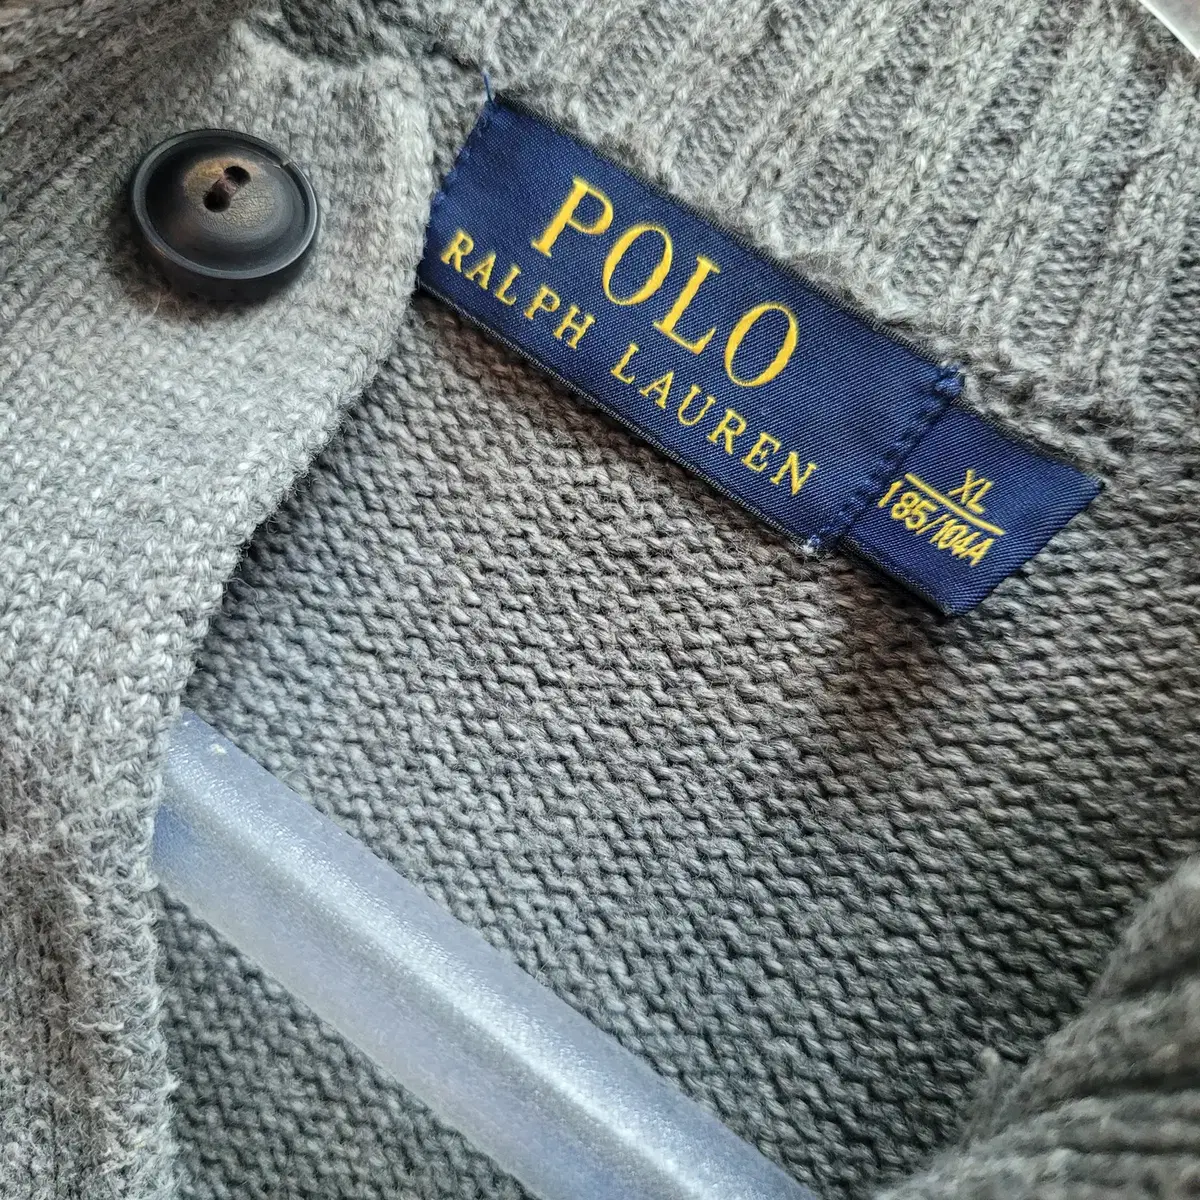 POLO
RALPH LAUREN
XL
185/104A